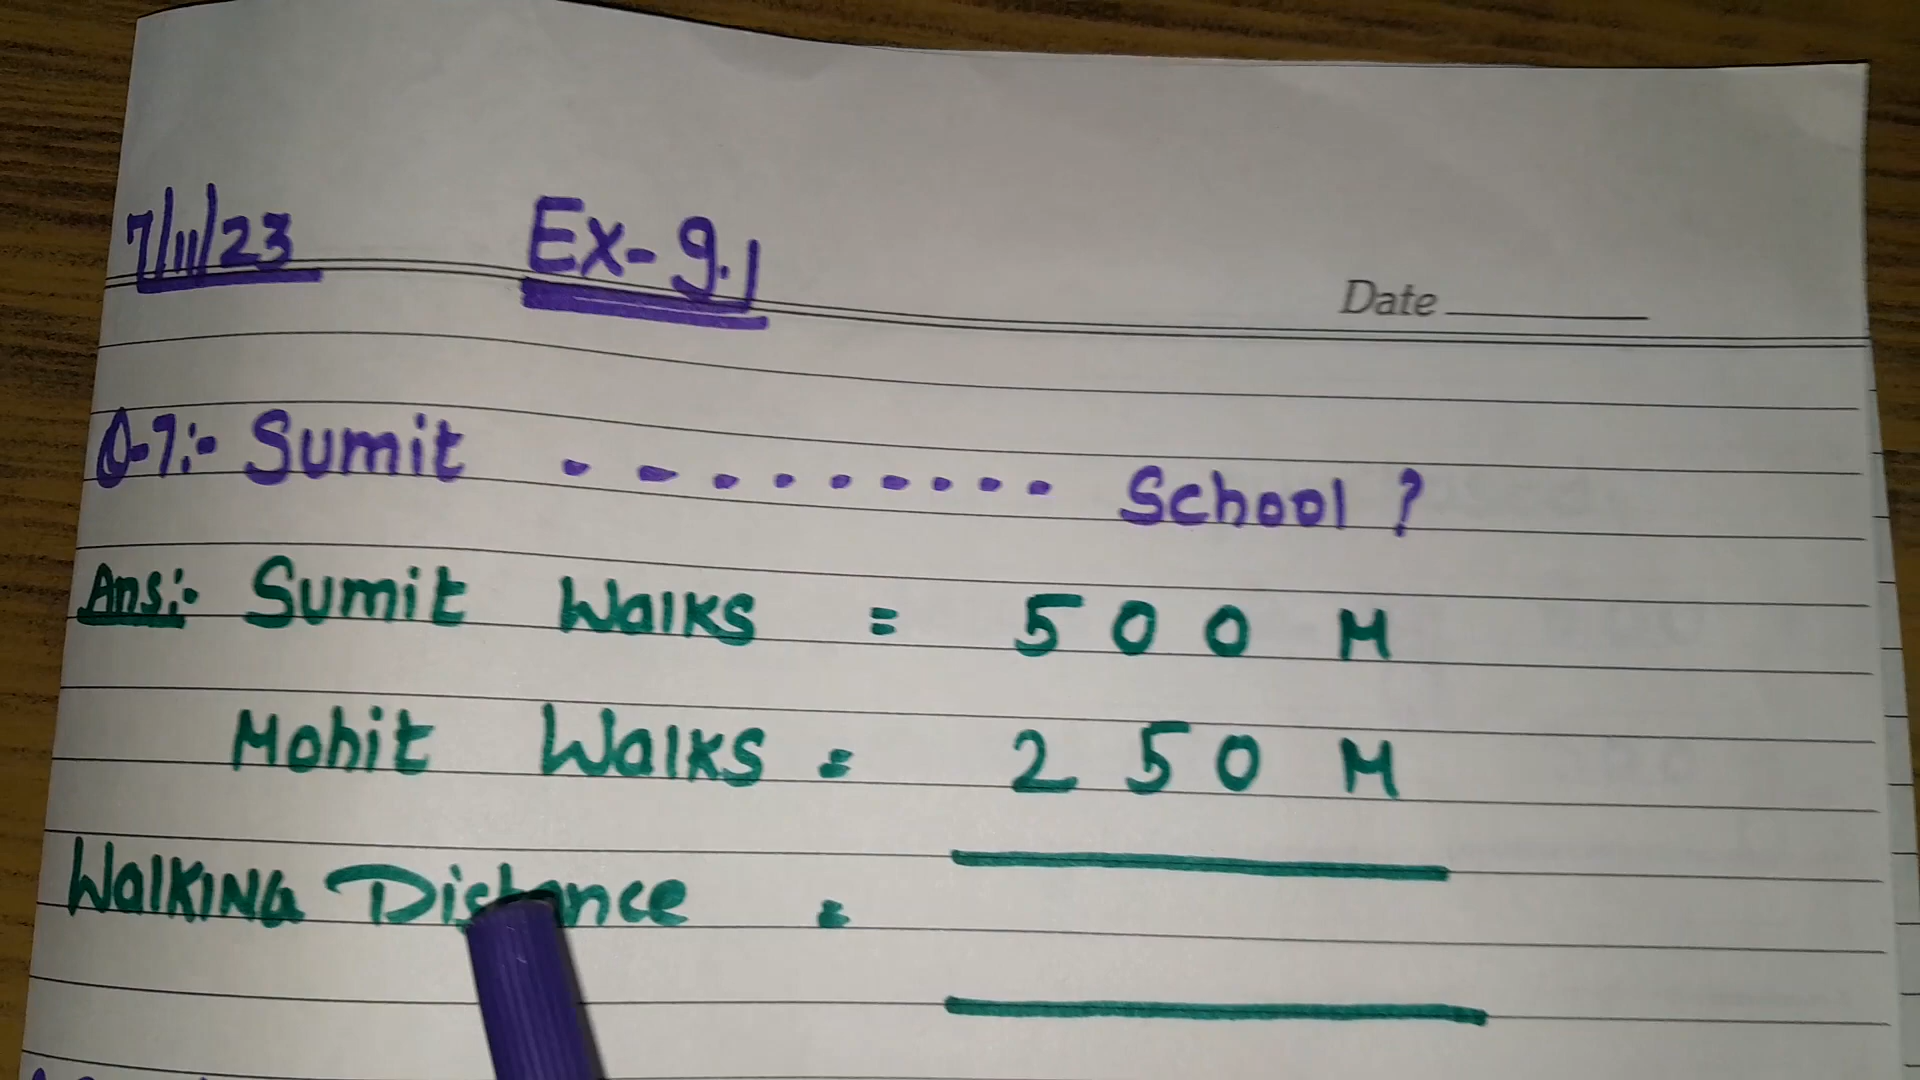 7/11/23 Ex-9.1
Date
Q-7:- Sumit ......... School ?
Ans:- Sumit Walks = 500 M
Mohit Walks = 250 M
Walking Distance =